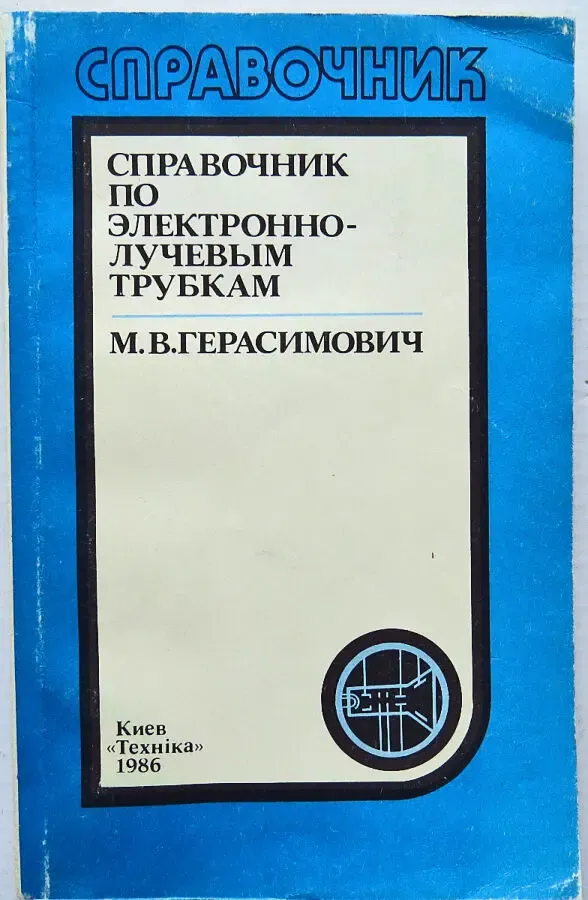 СПРАВОЧНИК
СПРАВОЧНИК
ПО
ЭЛЕКТРОННО-
ЛУЧЕВЫМ
ТРУБКАМ
М.В.ГЕРАСИМОВИЧ
Киев
«Техніка»
1986